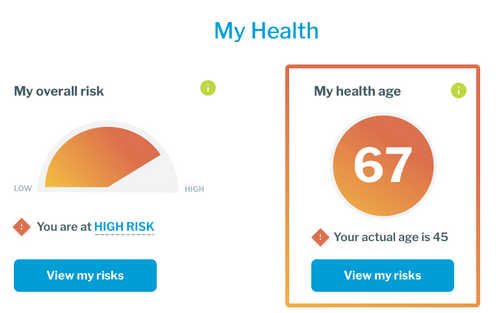 My Health
My overall risk
i
LOW
HIGH
! You are at HIGH RISK
View my risks
My health age
i
67
! Your actual age is 45
View my risks